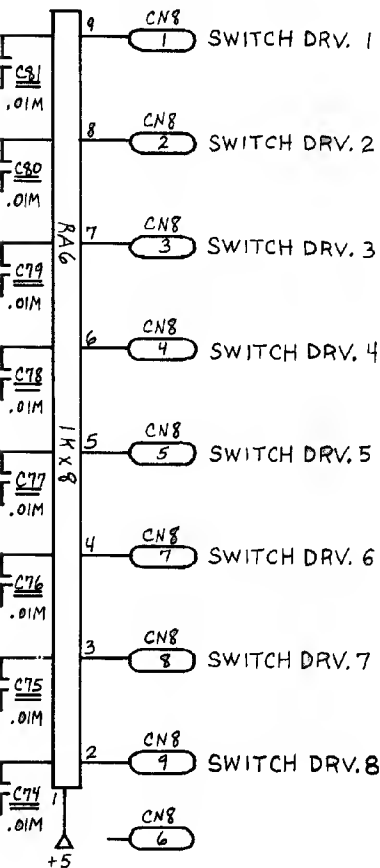 9 CN8
1 SWITCH DRV. 1
C81
.01M
8 CN8
2 SWITCH DRV. 2
C80
.01M
RA6
7 CN8
3 SWITCH DRV. 3
C79
.01M
6 CN8
4 SWITCH DRV. 4
C78
.01M
1K x 8
5 CN8
5 SWITCH DRV. 5
C77
.01M
4 CN8
7 SWITCH DRV. 6
C76
.01M
3 CN8
8 SWITCH DRV. 7
C75
.01M
2 CN8
9 SWITCH DRV. 8
C74
.01M
1
+5
CN8
6